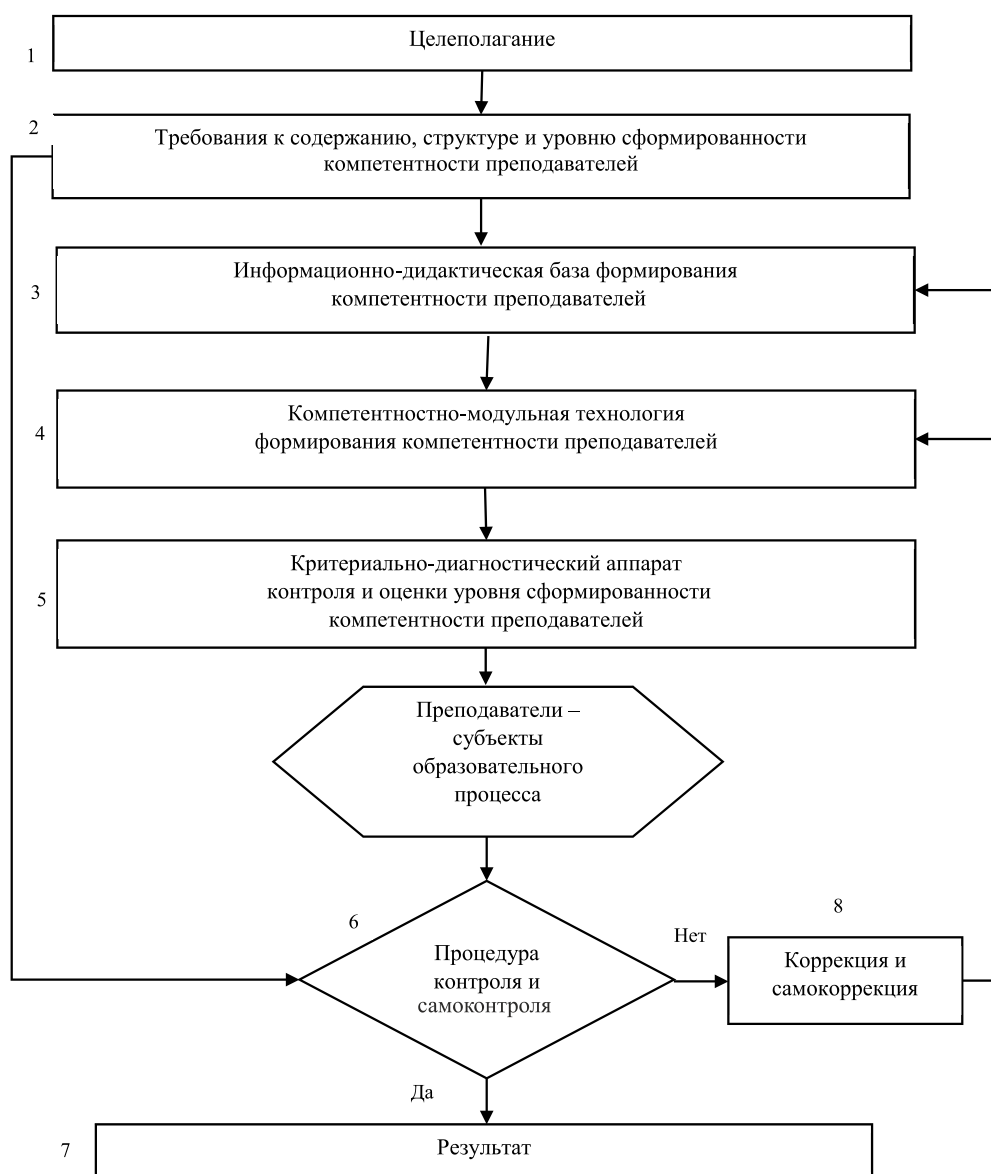 1
Целеполагание
2
Требования к содержанию, структуре и уровню сформированности
компетентности преподавателей
3
Информационно-дидактическая база формирования
компетентности преподавателей
4
Компетентностно-модульная технология
формирования компетентности преподавателей
5
Критериально-диагностический аппарат
контроля и оценки уровня сформированности
компетентности преподавателей
Преподаватели –
субъекты
образовательного
процесса
6
Процедура
контроля и
самоконтроля
Нет
8
Коррекция и
самокоррекция
Да
7
Результат